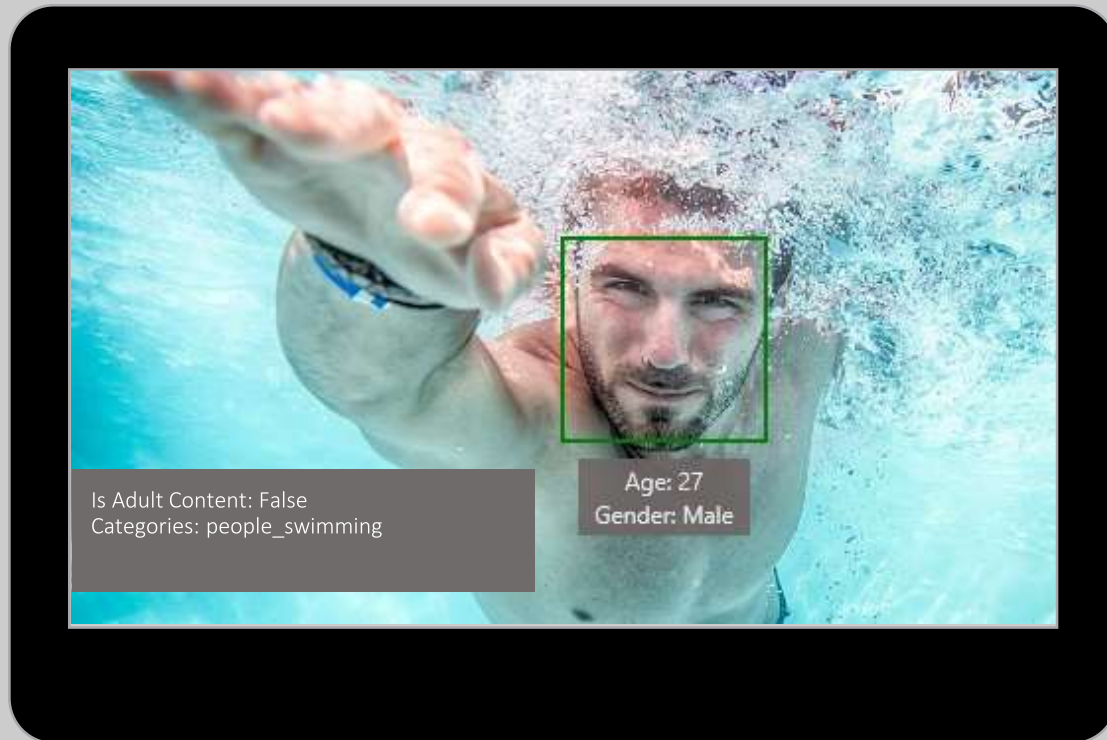 Age: 27
Gender: Male
Is Adult Content: False
Categories: people_swimming